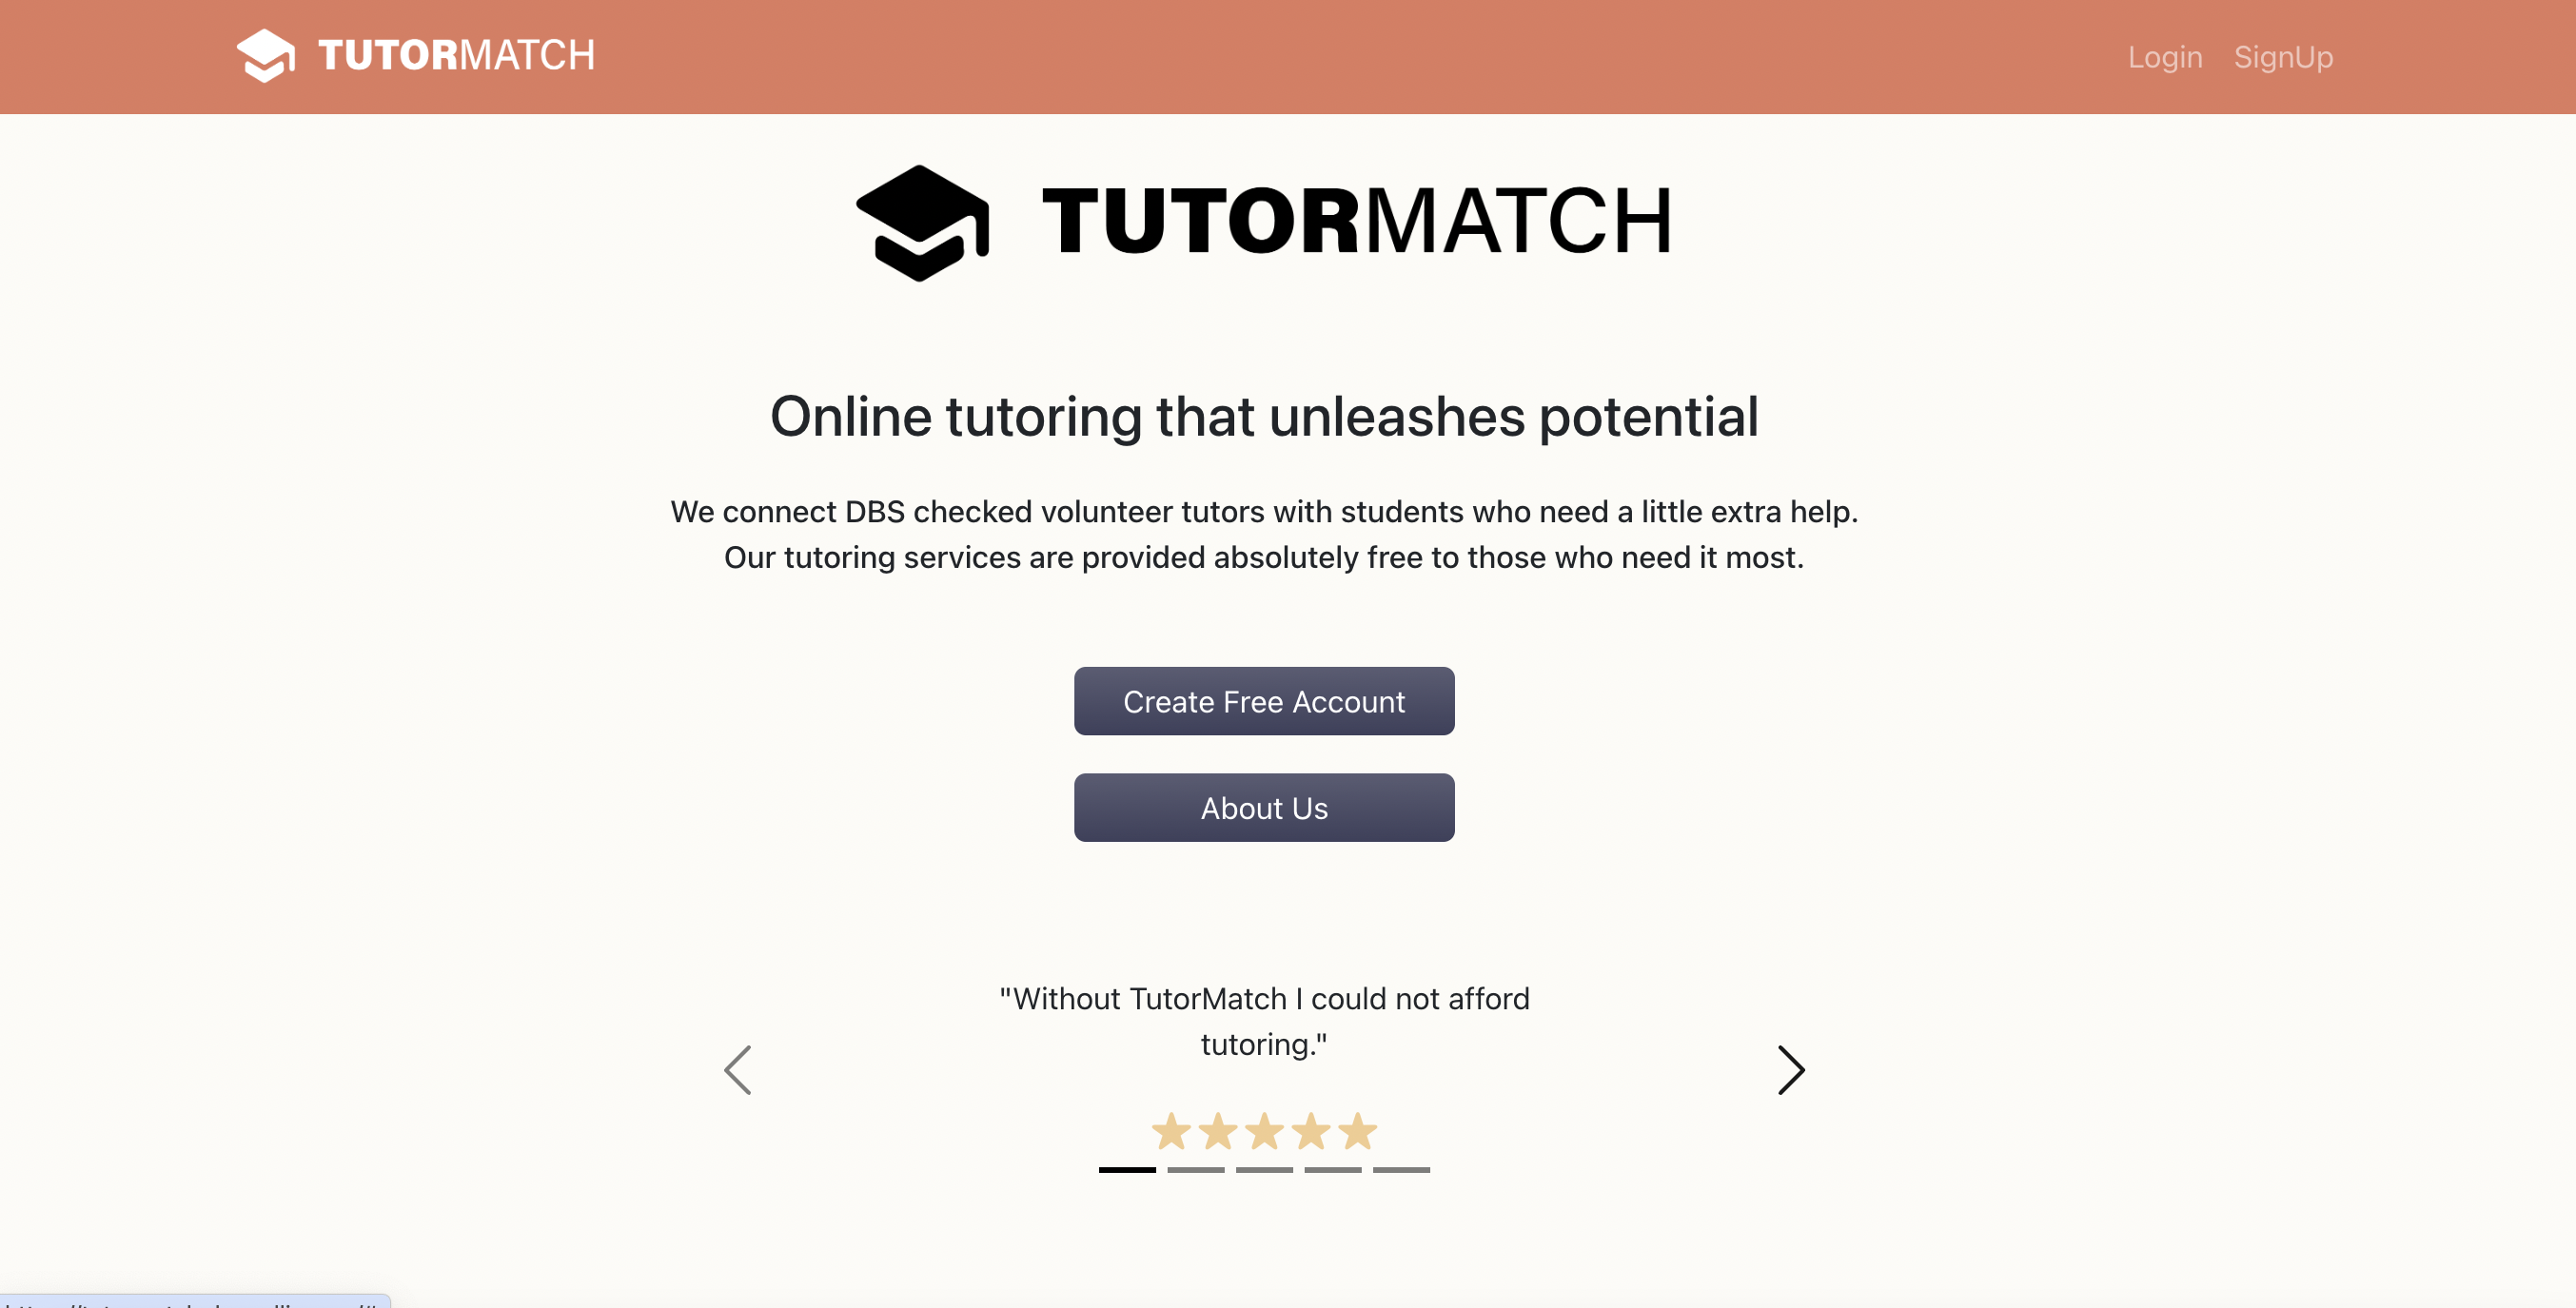 TUTORMATCH
Login SignUp
TUTORMATCH
Online tutoring that unleashes potential
We connect DBS checked volunteer tutors with students who need a little extra help.
Our tutoring services are provided absolutely free to those who need it most.
Create Free Account
About Us
"Without TutorMatch I could not afford
tutoring."